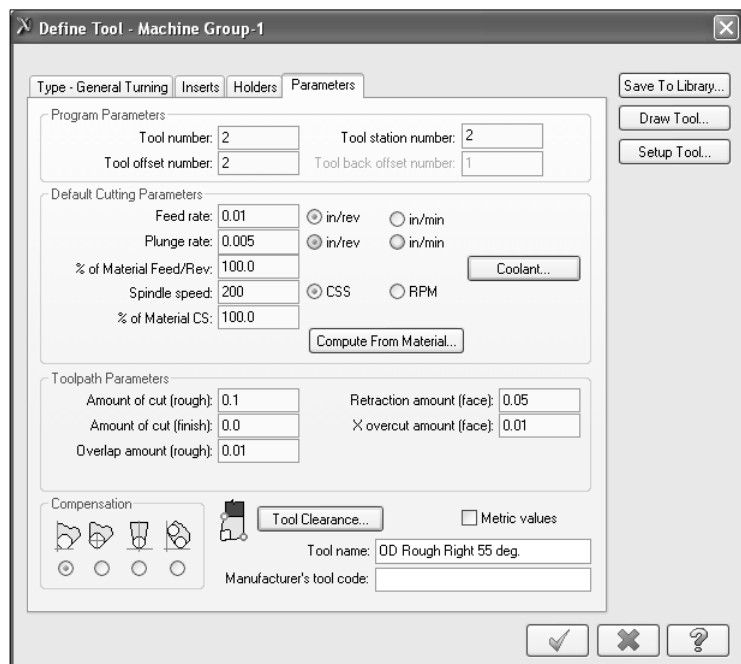 Define Tool - Machine Group-1
Type - General Turning Inserts Holders Parameters
Save To Library...
Draw Tool...
Setup Tool...
Program Parameters
Tool number: 2 Tool station number: 2
Tool offset number: 2 Tool back offset number: 1
Default Cutting Parameters
Feed rate: 0.01 in/rev in/min
Plunge rate: 0.005 in/rev in/min
% of Material Feed/Rev: 100.0 Coolant...
Spindle speed: 200 CSS RPM
% of Material CS: 100.0
Compute From Material...
Toolpath Parameters
Amount of cut (rough): 0.1 Retraction amount (face): 0.05
Amount of cut (finish): 0.0 X overcut amount (face): 0.01
Overlap amount (rough): 0.01
Compensation
Tool Clearance... Metric values
Tool name: OD Rough Right 55 deg.
Manufacturer's tool code:
?